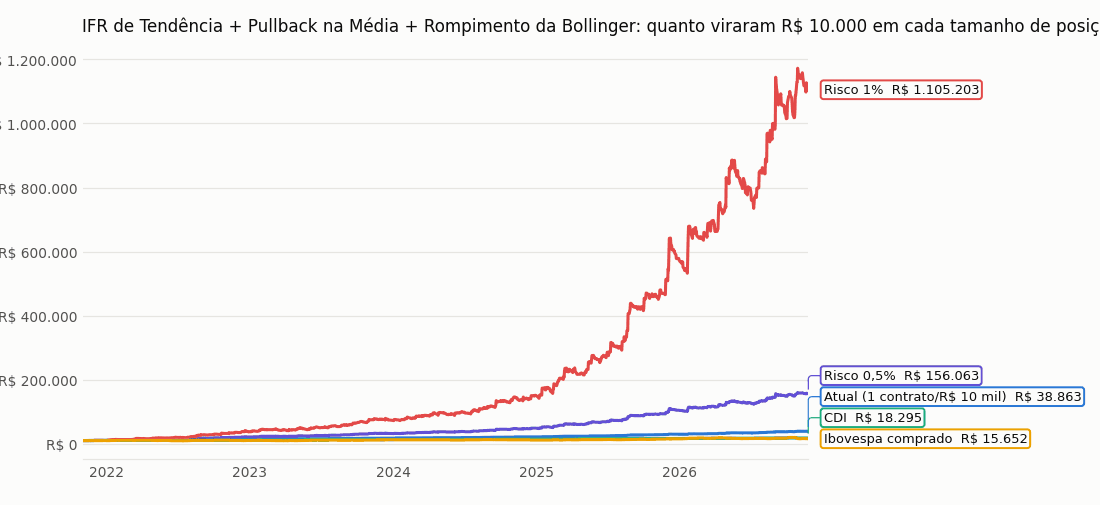 IFR de Tendência + Pullback na Média + Rompimento da Bollinger: quanto viraram R$ 10.000 em cada tamanho de posiç
$ 1.200.000
Risco 1% R$ 1.105.203
$ 1.000.000
R$ 800.000
R$ 600.000
R$ 400.000
R$ 200.000
Risco 0,5% R$ 156.063
Atual (1 contrato/R$ 10 mil) R$ 38.863
CDI R$ 18.295
R$ 0
Ibovespa comprado R$ 15.652
2022 2023 2024 2025 2026